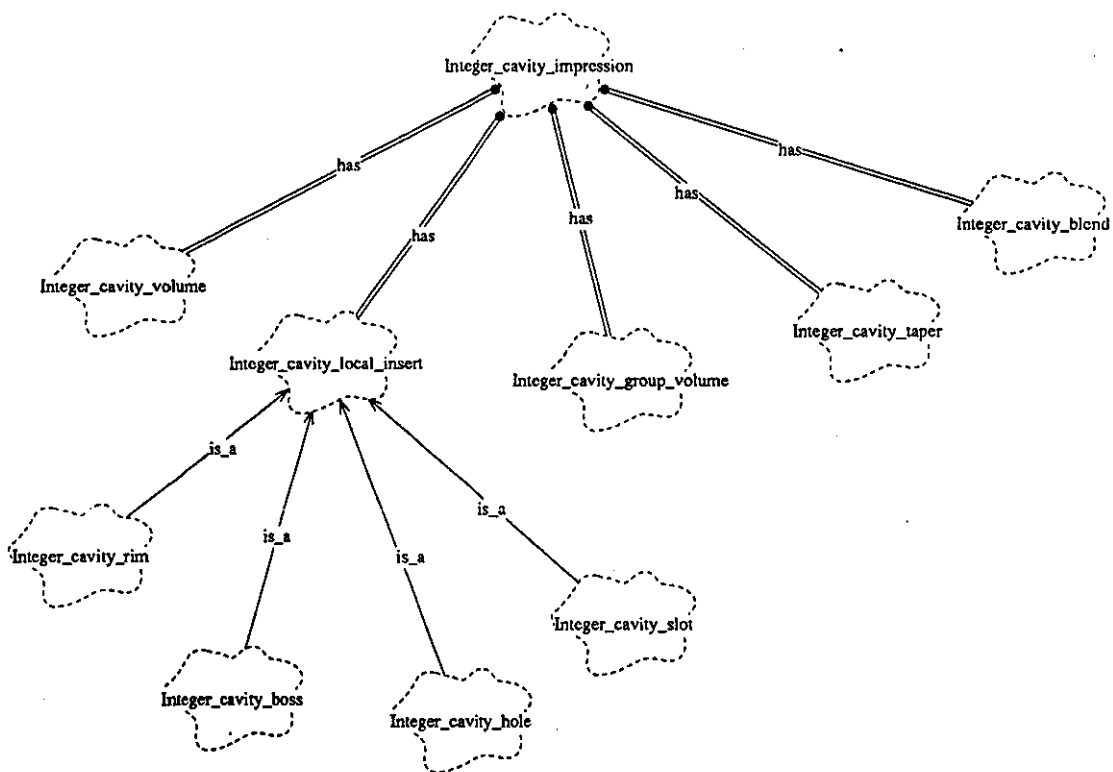 Integer_cavity_impression
has
has
has
has
has
Integer_cavity_blend
Integer_cavity_volume
Integer_cavity_taper
Integer_cavity_local_insert
Integer_cavity_group_volume
is_a
is_a
is_a
is_a
Integer_cavity_rim
Integer_cavity_slot
Integer_cavity_boss
Integer_cavity_hole